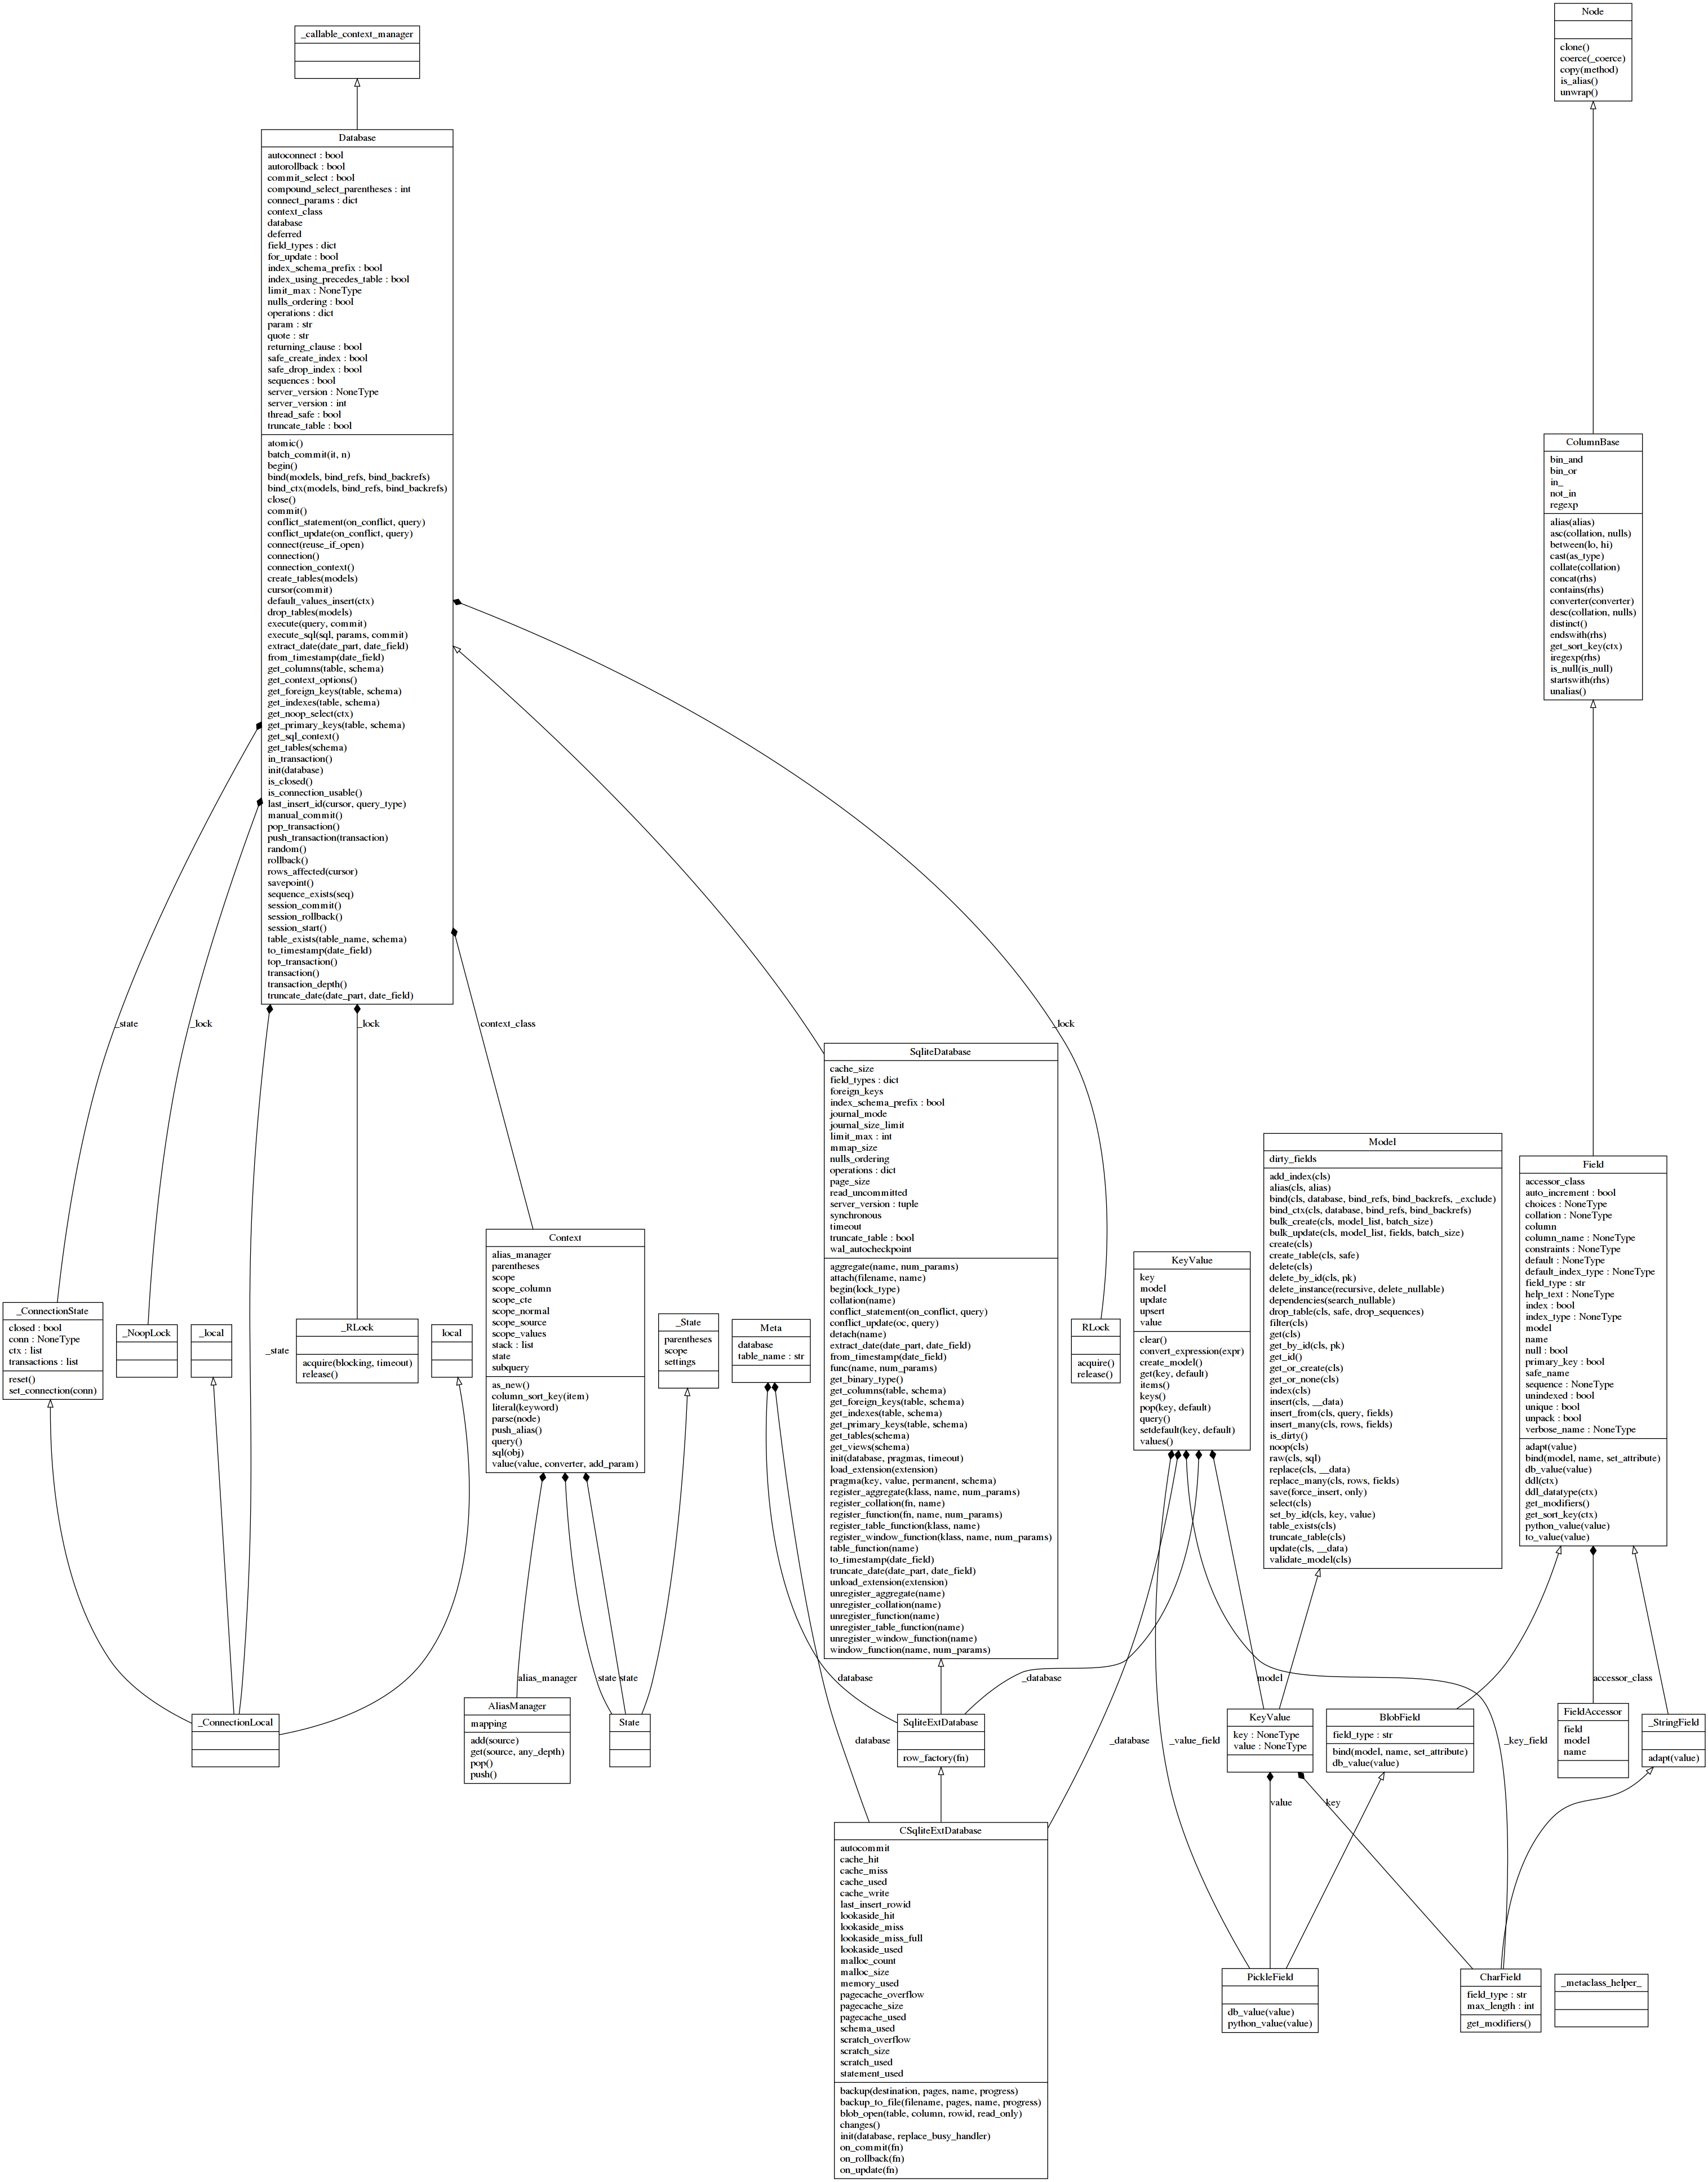 _callable_context_manager
Node
clone()
coerce(_coerce)
copy(method)
is_alias()
unwrap()
Database
autoconnect : bool
autorollback : bool
commit_select : bool
compound_select_parentheses : int
connect_params : dict
context_class
database
deferred
field_types : dict
for_update : bool
index_schema_prefix : bool
index_using_precedes_table : bool
limit_max : NoneType
nulls_ordering : bool
operations : dict
param : str
quote : str
returning_clause : bool
safe_create_index : bool
safe_drop_index : bool
sequences : bool
server_version : NoneType
server_version : int
thread_safe : bool
truncate_table : bool
atomic()
batch_commit(it, n)
begin()
bind(models, bind_refs, bind_backrefs)
bind_ctx(models, bind_refs, bind_backrefs)
close()
commit()
conflict_statement(on_conflict, query)
conflict_update(on_conflict, query)
connect(reuse_if_open)
connection()
connection_context()
create_tables(models)
cursor(commit)
default_values_insert(ctx)
drop_tables(models)
execute(query, commit)
execute_sql(sql, params, commit)
extract_date(date_part, date_field)
from_timestamp(date_field)
get_columns(table, schema)
get_context_options()
get_foreign_keys(table, schema)
get_indexes(table, schema)
get_noop_select(ctx)
get_primary_keys(table, schema)
get_sql_context()
get_tables(schema)
in_transaction()
init(database)
is_closed()
is_connection_usable()
last_insert_id(cursor, query_type)
manual_commit()
pop_transaction()
push_transaction(transaction)
random()
rollback()
rows_affected(cursor)
savepoint()
sequence_exists(seq)
session_commit()
session_rollback()
session_start()
table_exists(table_name, schema)
to_timestamp(date_field)
top_transaction()
transaction()
transaction_depth()
truncate_date(date_part, date_field)
ColumnBase
bin_and
bin_or
in_
not_in
regexp
alias(alias)
asc(collation, nulls)
between(lo, hi)
cast(as_type)
collate(collation)
concat(rhs)
contains(rhs)
converter(converter)
desc(collation, nulls)
distinct()
endswith(rhs)
get_sort_key(ctx)
iregexp(rhs)
is_null(is_null)
startswith(rhs)
unalias()
_state
_lock
_lock
context_class
_lock
_state
SqliteDatabase
cache_size
field_types : dict
foreign_keys
index_schema_prefix : bool
journal_mode
journal_size_limit
limit_max : int
mmap_size
nulls_ordering
operations : dict
page_size
read_uncommitted
server_version : tuple
synchronous
timeout
truncate_table : bool
wal_autocheckpoint
aggregate(name, num_params)
attach(filename, name)
begin(lock_type)
collation(name)
conflict_statement(on_conflict, query)
conflict_update(oc, query)
detach(name)
extract_date(date_part, date_field)
from_timestamp(date_field)
func(name, num_params)
get_binary_type()
get_columns(table, schema)
get_foreign_keys(table, schema)
get_indexes(table, schema)
get_primary_keys(table, schema)
get_tables(schema)
get_views(schema)
init(database, pragmas, timeout)
load_extension(extension)
pragma(key, value, permanent, schema)
register_aggregate(klass, name, num_params)
register_collation(fn, name)
register_function(fn, name, num_params)
register_table_function(klass, name)
register_window_function(klass, name, num_params)
table_function(name)
to_timestamp(date_field)
truncate_date(date_part, date_field)
unload_extension(extension)
unregister_aggregate(name)
unregister_collation(name)
unregister_function(name)
unregister_table_function(name)
unregister_window_function(name)
window_function(name, num_params)
Model
dirty_fields
add_index(cls)
alias(cls, alias)
bind(cls, database, bind_refs, bind_backrefs, _exclude)
bind_ctx(cls, database, bind_refs, bind_backrefs)
bulk_create(cls, model_list, batch_size)
bulk_update(cls, model_list, fields, batch_size)
create(cls)
create_table(cls, safe)
delete(cls)
delete_by_id(cls, pk)
delete_instance(recursive, delete_nullable)
dependencies(search_nullable)
drop_table(cls, safe, drop_sequences)
filter(cls)
get(cls)
get_by_id(cls, pk)
get_id()
get_or_create(cls)
get_or_none(cls)
index(cls)
insert(cls, __data)
insert_from(cls, query, fields)
insert_many(cls, rows, fields)
is_dirty()
noop(cls)
raw(cls, sql)
replace(cls, __data)
replace_many(cls, rows, fields)
save(force_insert, only)
select(cls)
set_by_id(cls, key, value)
table_exists(cls)
truncate_table(cls)
update(cls, __data)
validate_model(cls)
Field
accessor_class
auto_increment : bool
choices : NoneType
collation : NoneType
column
column_name : NoneType
constraints : NoneType
default : NoneType
default_index_type : NoneType
field_type : str
help_text : NoneType
index : bool
index_type : NoneType
model
name
null : bool
primary_key : bool
safe_name
sequence : NoneType
unindexed : bool
unique : bool
unpack : bool
verbose_name : NoneType
adapt(value)
bind(model, name, set_attribute)
db_value(value)
ddl(ctx)
ddl_datatype(ctx)
get_modifiers()
get_sort_key(ctx)
python_value(value)
to_value(value)
Context
alias_manager
parentheses
scope
scope_column
scope_cte
scope_normal
scope_source
scope_values
stack : list
state
subquery
as_new()
column_sort_key(item)
literal(keyword)
parse(node)
push_alias()
query()
sql(obj)
value(value, converter, add_param)
KeyValue
key
model
update
upsert
value
clear()
convert_expression(expr)
create_model()
get(key, default)
items()
keys()
pop(key, default)
query()
setdefault(key, default)
values()
_ConnectionState
closed : bool
conn : NoneType
ctx : list
transactions : list
reset()
set_connection(conn)
_NoopLock
_local
_RLock
acquire(blocking, timeout)
release()
local
_State
parentheses
scope
settings
Meta
database
table_name : str
RLock
acquire()
release()
alias_manager
state
state
database
_database
model
accessor_class
_ConnectionLocal
AliasManager
mapping
add(source)
get(source, any_depth)
pop()
push()
State
database
SqliteExtDatabase
row_factory(fn)
_database
_value_field
KeyValue
key : NoneType
value : NoneType
BlobField
field_type : str
bind(model, name, set_attribute)
db_value(value)
_key_field
FieldAccessor
field
model
name
_StringField
adapt(value)
value
key
CSqliteExtDatabase
autocommit
cache_hit
cache_miss
cache_used
cache_write
last_insert_rowid
lookaside_hit
lookaside_miss
lookaside_miss_full
lookaside_used
malloc_count
malloc_size
memory_used
pagecache_overflow
pagecache_size
pagecache_used
schema_used
scratch_overflow
scratch_size
scratch_used
statement_used
backup(destination, pages, name, progress)
backup_to_file(filename, pages, name, progress)
blob_open(table, column, rowid, read_only)
changes()
init(database, replace_busy_handler)
on_commit(fn)
on_rollback(fn)
on_update(fn)
PickleField
db_value(value)
python_value(value)
CharField
field_type : str
max_length : int
get_modifiers()
_metaclass_helper_